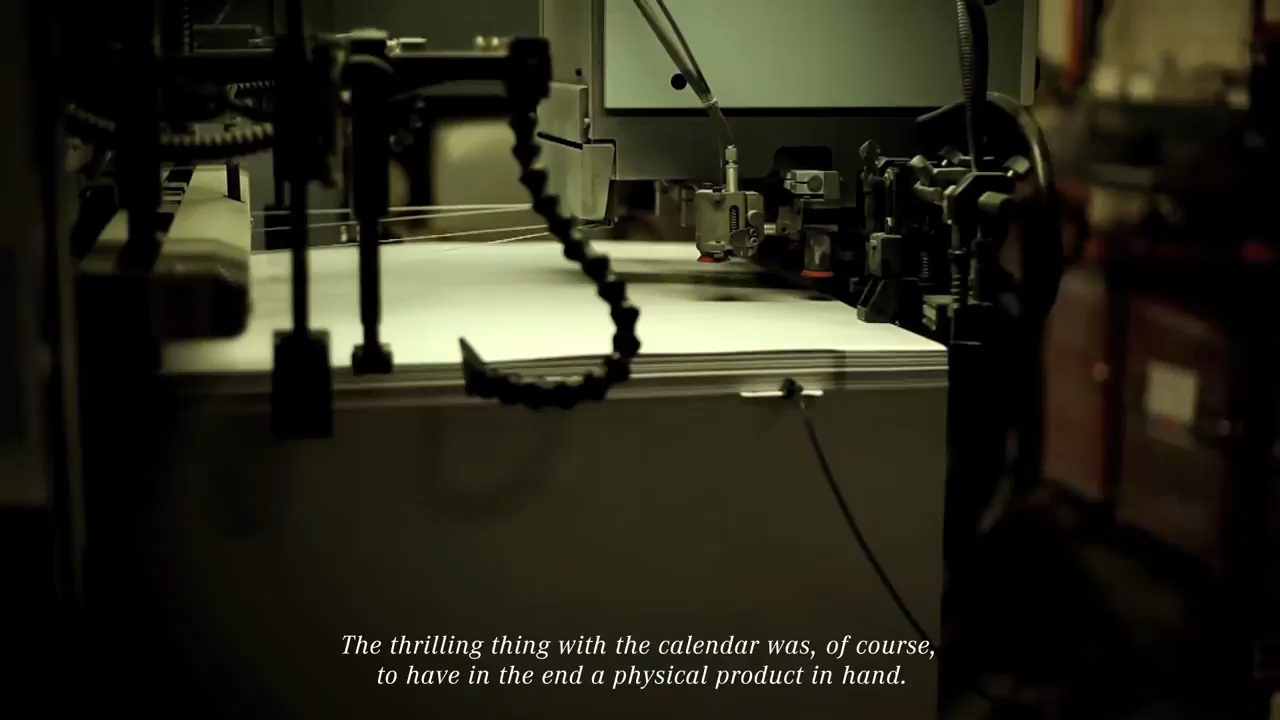 The thrilling thing with the calendar was, of course,
to have in the end a physical product in hand.